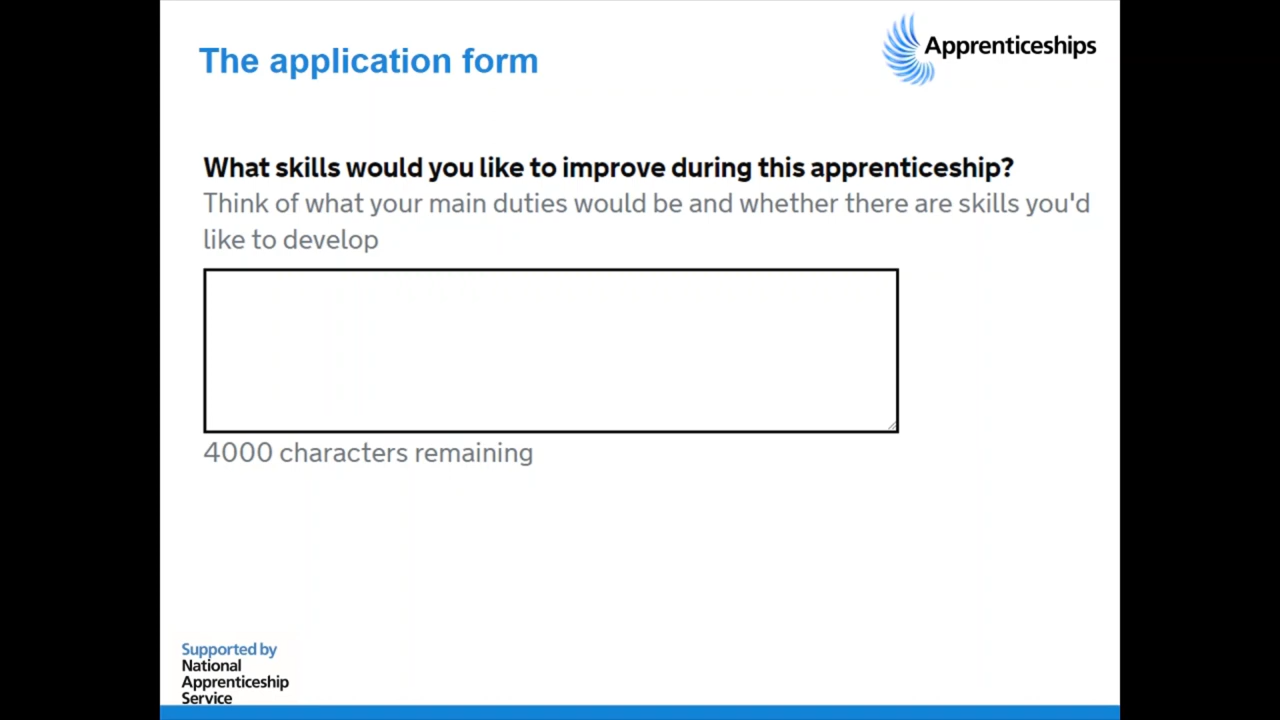 The application form
Apprenticeships
What skills would you like to improve during this apprenticeship?
Think of what your main duties would be and whether there are skills you'd
like to develop
4000 characters remaining
Supported by
National
Apprenticeship
Service